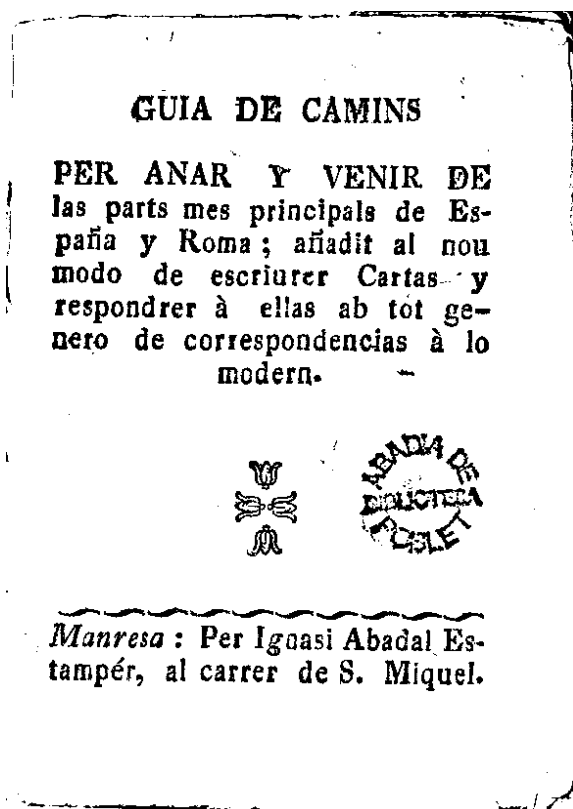 GUIA DE CAMINS
PER ANAR Y VENIR DE
las parts mes principals de Es-
paña y Roma; añadit al nou
modo de escriurer Cartas y
respondrer à ellas ab tot ge-
nero de correspondencias à lo
modern.
ABADIA DE
BIBLIOTECA
POBLET
Manresa: Per Ignasi Abadal Es-
tampér, al carrer de S. Miquel.